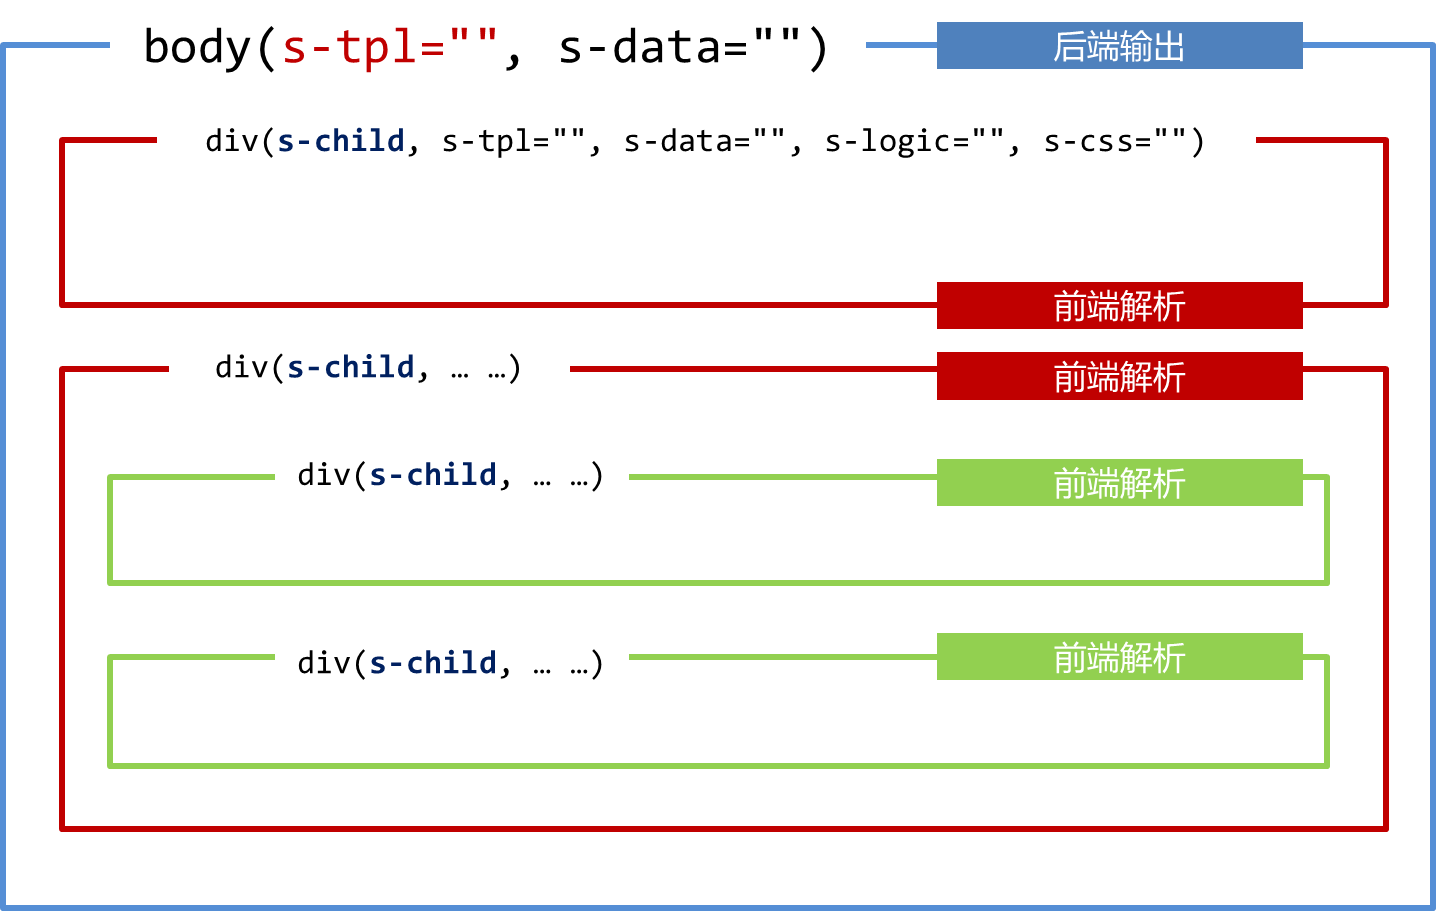 body(s-tpl="", s-data="") 后端输出
div(s-child, s-tpl="", s-data="", s-logic="", s-css="")
前端解析
div(s-child, … …) 前端解析
div(s-child, … …) 前端解析
div(s-child, … …) 前端解析